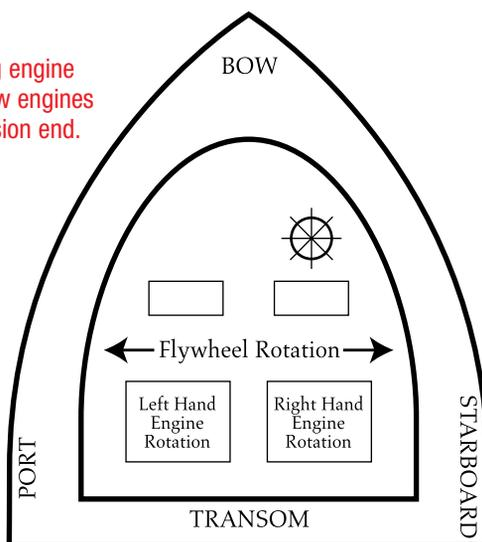 engine
w engines
sion end.
BOW
Flywheel Rotation
Left Hand
Engine
Rotation
Right Hand
Engine
Rotation
PORT
STARBOARD
TRANSOM